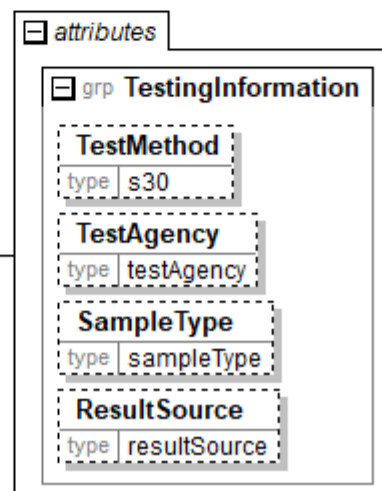 attributes
grp TestingInformation
TestMethod
type s30
TestAgency
type testAgency
SampleType
type sampleType
ResultSource
type resultSource